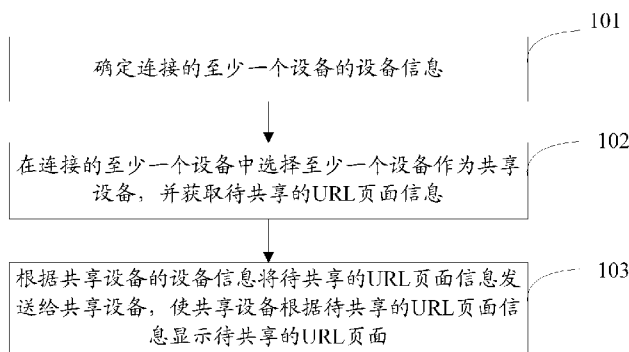 101
确定连接的至少一个设备的设备信息
102
在连接的至少一个设备中选择至少一个设备作为共享
设备，并获取待共享的URL页面信息
103
根据共享设备的设备信息将待共享的URL页面信息发
送给共享设备，使共享设备根据待共享的URL页面信
息显示待共享的URL页面